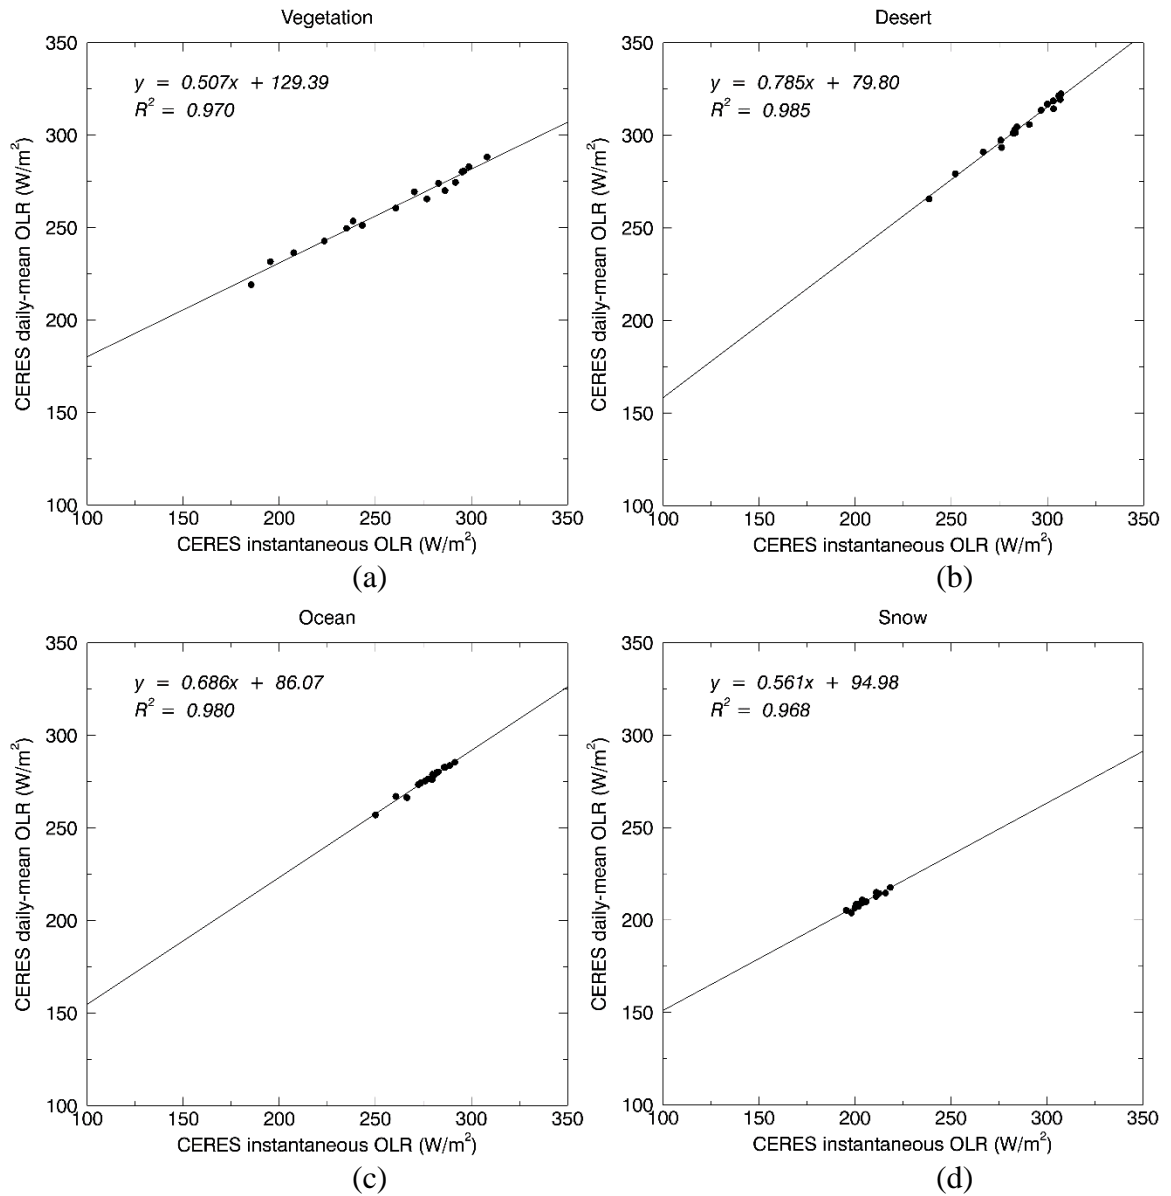 Vegetation
y = 0.507x + 129.39
R² = 0.970
350
300
250
200
150
100
CERES daily-mean OLR (W/m²)
100 150 200 250 300 350
CERES instantaneous OLR (W/m²)
(a)
Desert
y = 0.785x + 79.80
R² = 0.985
350
300
250
200
150
100
CERES daily-mean OLR (W/m²)
100 150 200 250 300 350
CERES instantaneous OLR (W/m²)
(b)
Ocean
y = 0.686x + 86.07
R² = 0.980
350
300
250
200
150
100
CERES daily-mean OLR (W/m²)
100 150 200 250 300 350
CERES instantaneous OLR (W/m²)
(c)
Snow
y = 0.561x + 94.98
R² = 0.968
350
300
250
200
150
100
CERES daily-mean OLR (W/m²)
100 150 200 250 300 350
CERES instantaneous OLR (W/m²)
(d)